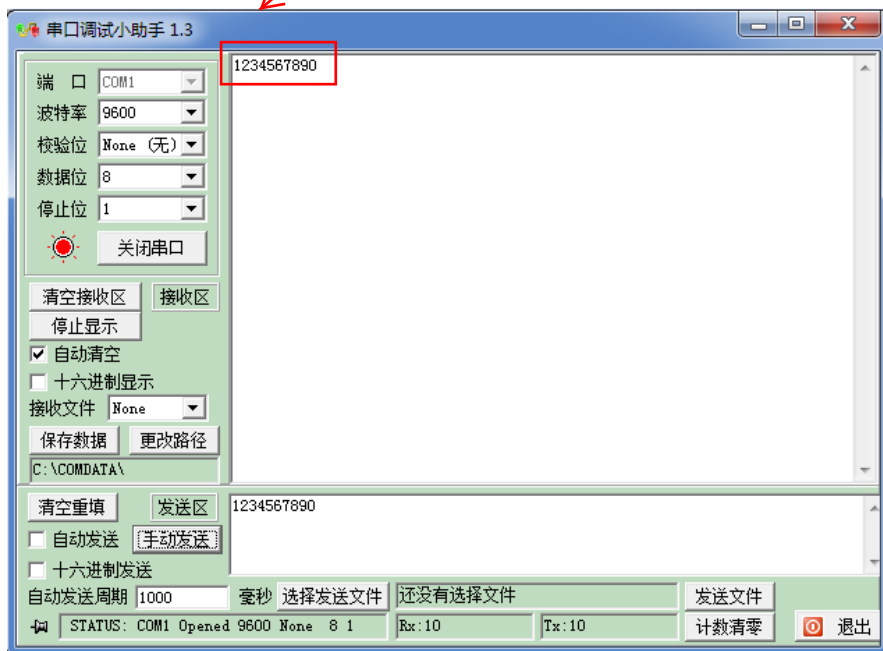 串口调试小助手 1.3
端 口 COM1
1234567890
波特率 9600
校验位 None (无)
数据位 8
停止位 1
关闭串口
清空接收区 接收区
停止显示
自动清空
十六进制显示
接收文件 None
保存数据 更改路径
C:\COMDATA\
清空重填 发送区 1234567890
自动发送 手动发送
十六进制发送
自动发送周期 1000 毫秒 选择发送文件 还没有选择文件 发送文件
STATUS: COM1 Opened 9600 None 8 1 Rx:10 Tx:10 计数清零 退出